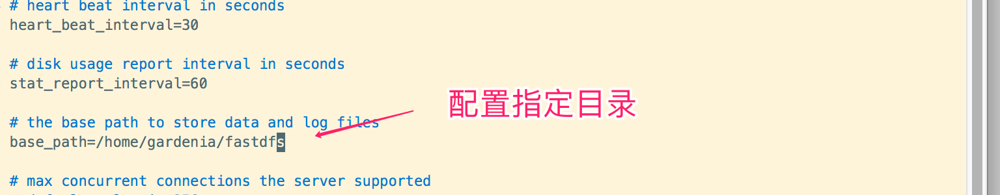 # heart beat interval in seconds
heart_beat_interval=30
# disk usage report interval in seconds
stat_report_interval=60
配置指定目录
# the base path to store data and log files
base_path=/home/gardenia/fastdfs
# max concurrent connections the server supported